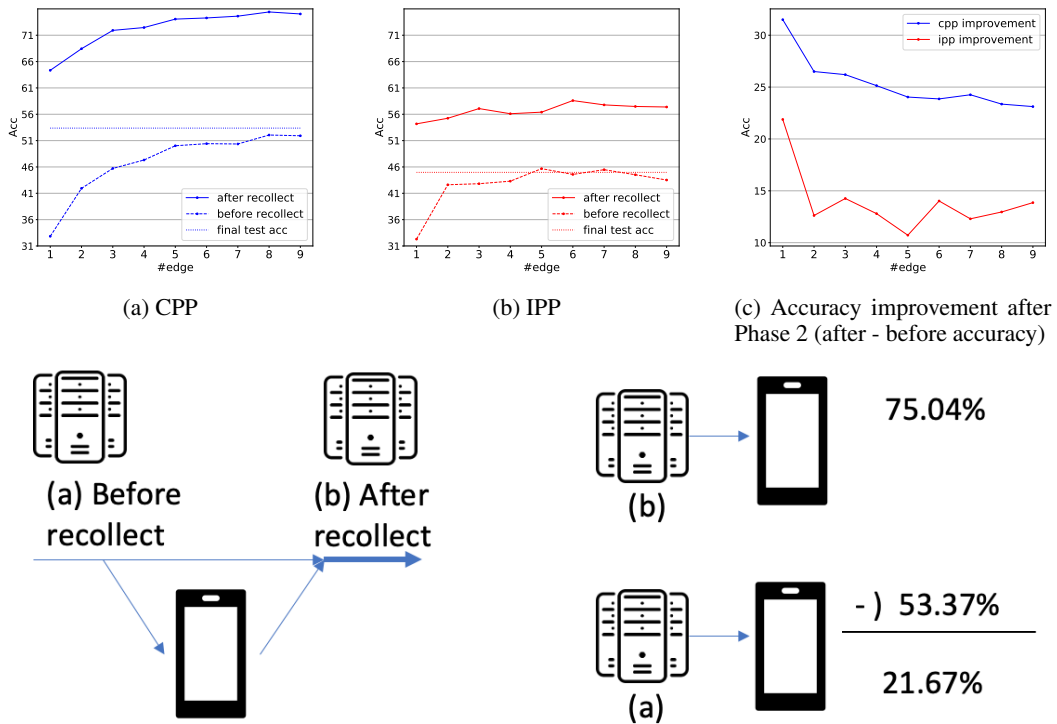 Acc
71
66
61
56
51
46
41
36
31
after recollect
before recollect
final test acc
1 2 3 4 5 6 7 8 9
#edge
(a) CPP
Acc
71
66
61
56
51
46
41
36
31
after recollect
before recollect
final test acc
1 2 3 4 5 6 7 8 9
#edge
(b) IPP
Acc
30
25
20
15
10
cpp improvement
ipp improvement
1 2 3 4 5 6 7 8 9
#edge
(c) Accuracy improvement after
Phase 2 (after - before accuracy)
(a) Before
recollect
(b) After
recollect
(b)
75.04%
(a)
- ) 53.37%
21.67%